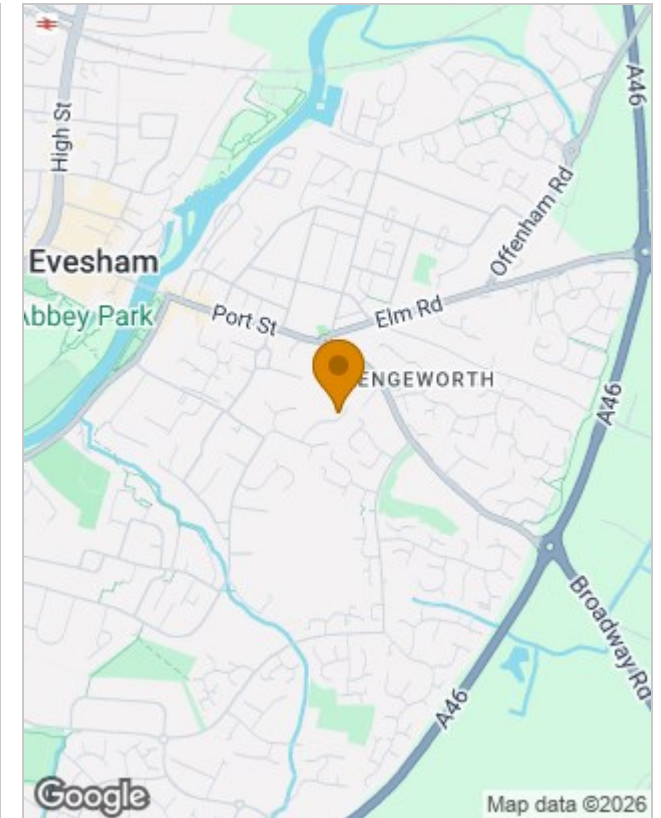 High St
A46
Offenham Rd
Evesham
Abbey Park
Port St
Elm Rd
ENGEWORTH
A46
Broadway Rd
A46
Google
Map data ©2026